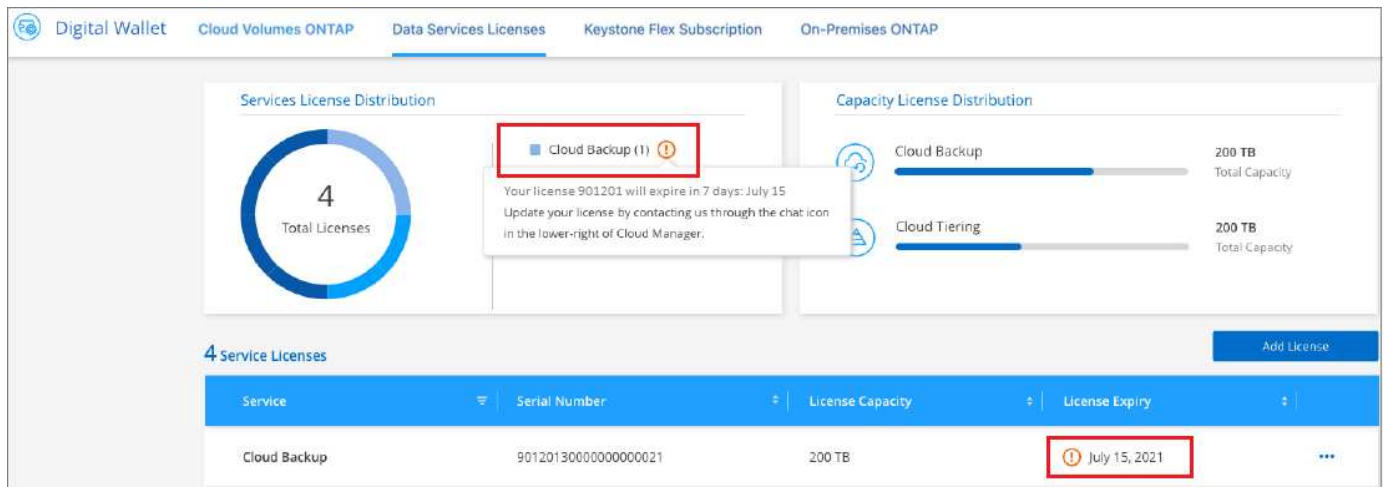 Digital Wallet
Cloud Volumes ONTAP
Data Services Licenses
Keystone Flex Subscription
On-Premises ONTAP
Services License Distribution
4
Total Licenses
Cloud Backup (1)
Your license 901201 will expire in 7 days: July 15
Update your license by contacting us through the chat icon
in the lower-right of Cloud Manager.
Capacity License Distribution
Cloud Backup
200 TB
Total Capacity
Cloud Tiering
200 TB
Total Capacity
4 Service Licenses
Add License
Service
Serial Number
License Capacity
License Expiry
Cloud Backup
90120130000000000021
200 TB
July 15, 2021